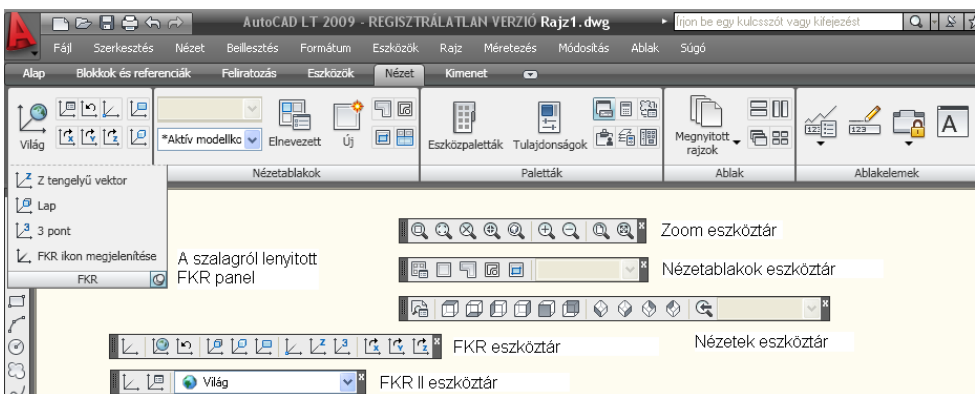 AutoCAD LT 2009 - REGISZTRÁLATLAN VERZIÓ Rajz1.dwg
Írjon be egy kulcsszót vagy kifejezést
Fájl Szerkesztés Nézet Beillesztés Formátum Eszközök Rajz Méretezés Módosítás Ablak Súgó
Alap Blokkok és referenciák Feliratozás Eszközök Nézet Kimenet
Világ
*Aktív modellko
Elnevezett Új
Eszközpaletták Tulajdonságok
Megnyitott rajzok
123 123 A
Nézetablakok Paletták Ablak Ablakelemek
Z tengelyű vektor
Lap
3 pont
FKR ikon megjelenítése
FKR
A szalagról lenyitott
FKR panel
Zoom eszköztár
Nézetablakok eszköztár
Nézetek eszköztár
FKR eszköztár
Világ
FKR II eszköztár